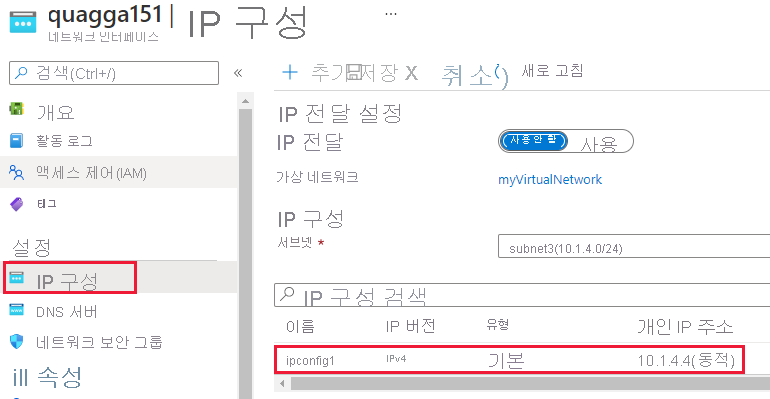 quagga151 | IP 구성 ...
네트워크 인터페이스
검색(Ctrl+/) «
추가 저장 X 취소 새로 고침
개요
활동 로그
액세스 제어(IAM)
태그
설정
IP 구성
DNS 서버
네트워크 보안 그룹
ill 속성
IP 전달 설정
IP 전달 사용 안 함 사용
가상 네트워크 myVirtualNetwork
IP 구성
서브넷 * subnet3(10.1.4.0/24)
IP 구성 검색
이름 IP 버전 유형 개인 IP 주소
ipconfig1 IPv4 기본 10.1.4.4(동적)